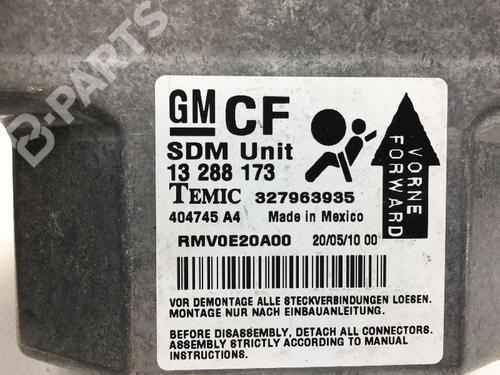 B-PARTS
GM CF
SDM Unit
13 288 173
TEMIC 327963935
404745 A4 Made in Mexico
RMV0E20A00 20/05/10 00
VORNE
FORWARD
VOR DEMONTAGE ALLE STECKVERBINDUNGEN LOESEN.
MONTAGE NUR NACH EINBAUANLEITUNG.
BEFORE DISASSEMBLY, DETACH ALL CONNECTORS.
ASSEMBLY STRICTLY ACCORDING TO MANUAL
INSTRUCTIONS.